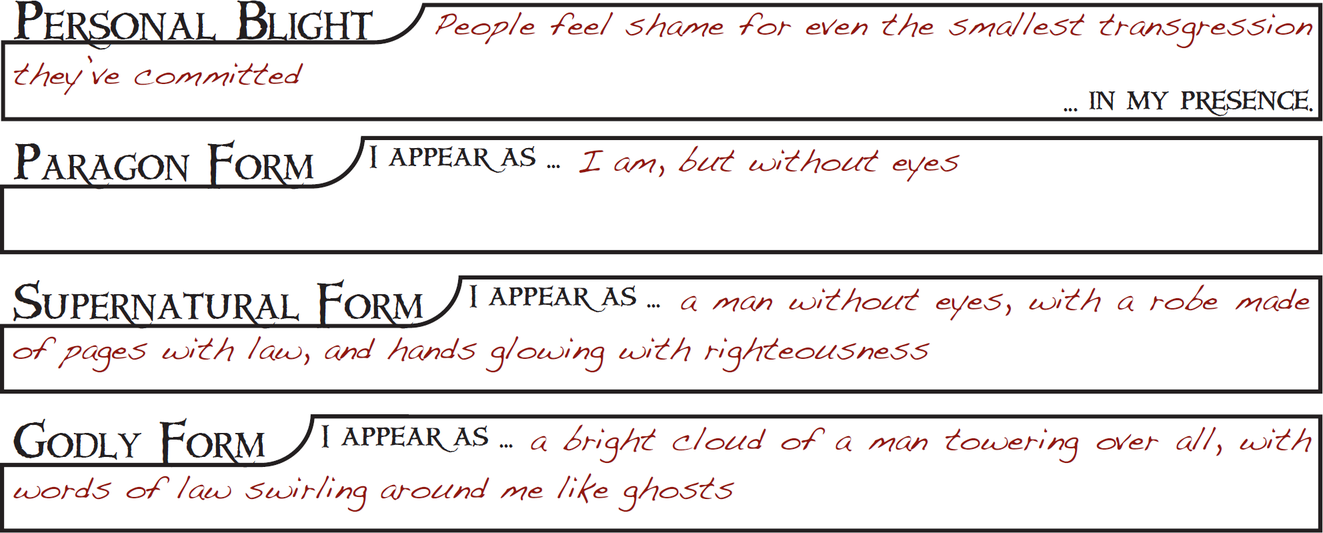 Personal Blight People feel shame for even the smallest transgression
they've committed
... in my presence.
Paragon Form I appear as ... I am, but without eyes
Supernatural Form I appear as ... a man without eyes, with a robe made
of pages with law, and hands glowing with righteousness
Godly Form I appear as ... a bright cloud of a man towering over all, with
words of law swirling around me like ghosts